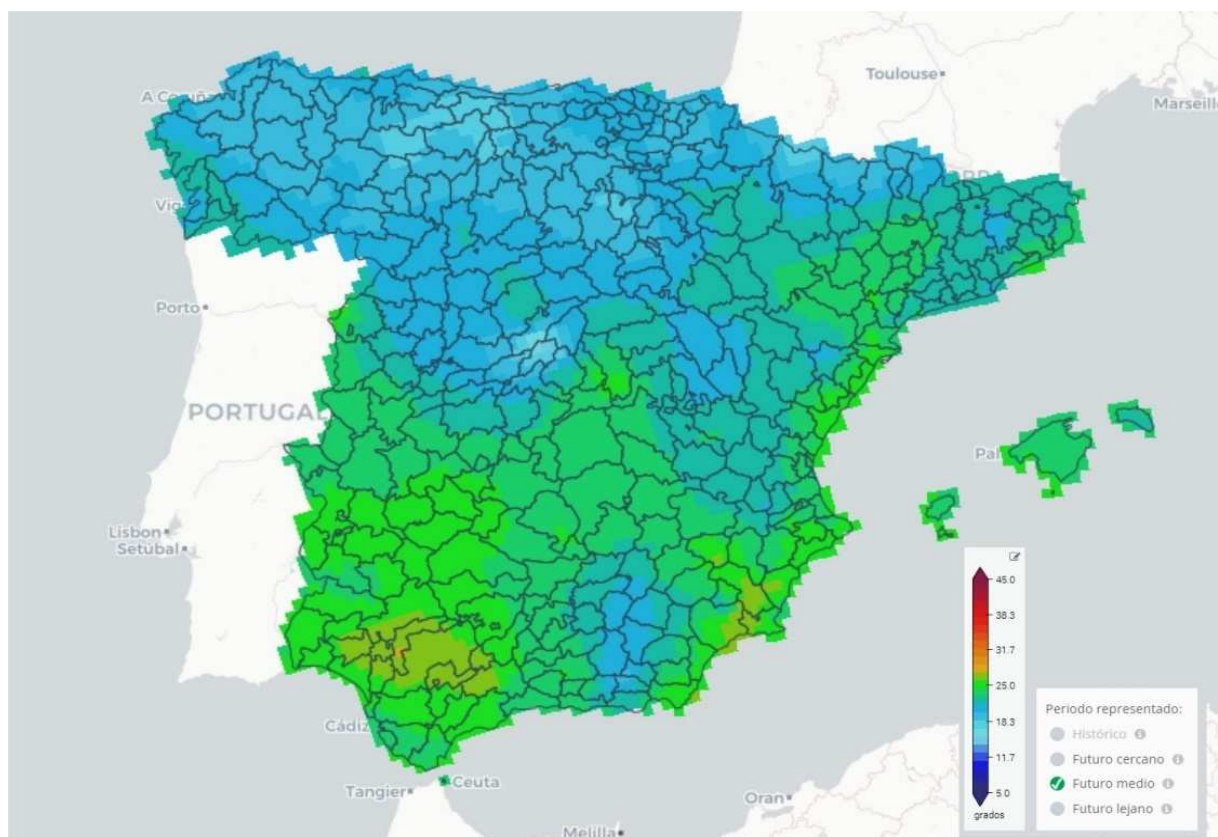 Toulouse
Marseille
A Coruña
Vig
Porto
PORTUGAL
Pal
Lisbon
Setúbal
45.0
38.3
31.7
25.0
18.3
11.7
5.0
grados
Periodo representado:
Histórico
Futuro cercano
Futuro medio
Futuro lejano
Cádiz
Tangier
Ceuta
Oran
Melilla